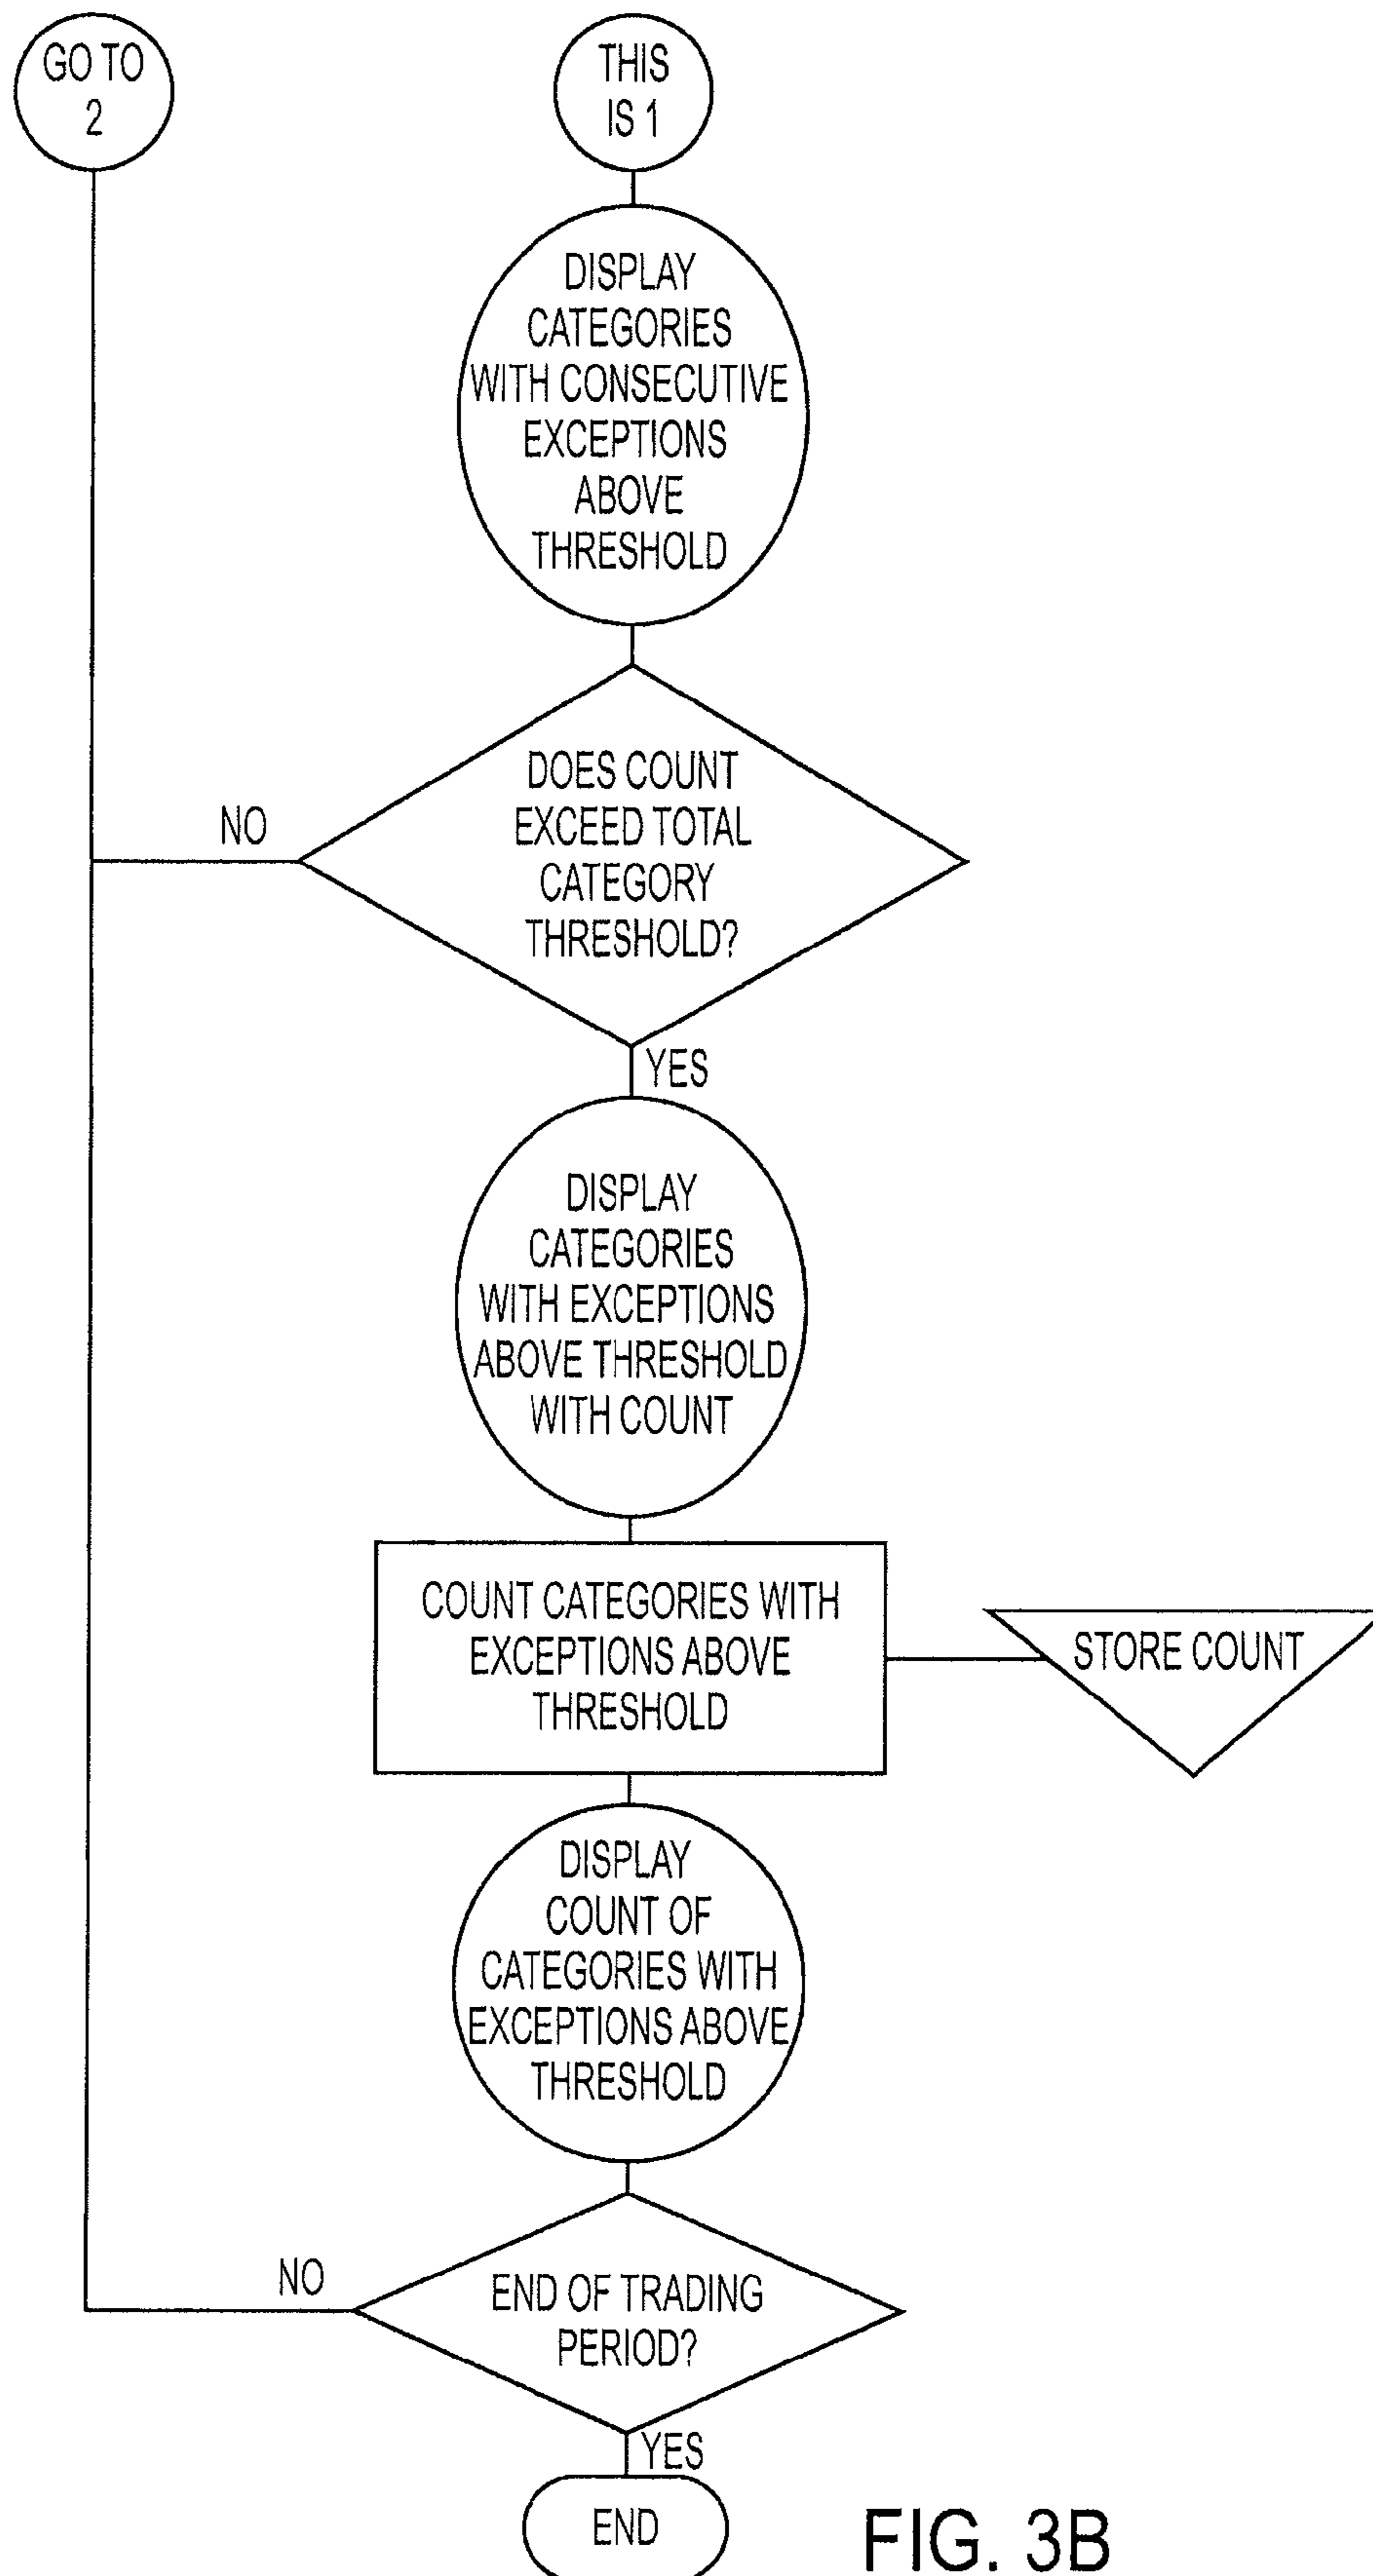 GO TO
2
THIS
IS 1
DISPLAY
CATEGORIES
WITH CONSECUTIVE
EXCEPTIONS
ABOVE
THRESHOLD
DOES COUNT
EXCEED TOTAL
CATEGORY
THRESHOLD?
NO
YES
DISPLAY
CATEGORIES
WITH EXCEPTIONS
ABOVE THRESHOLD
WITH COUNT
COUNT CATEGORIES WITH
EXCEPTIONS ABOVE
THRESHOLD
STORE COUNT
DISPLAY
COUNT OF
CATEGORIES WITH
EXCEPTIONS ABOVE
THRESHOLD
NO
END OF TRADING
PERIOD?
YES
END
FIG. 3B